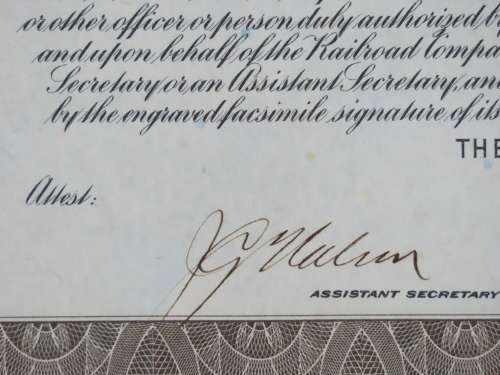 or other officer or person duly authorized by
and upon behalf of the Railroad Compa
Secretary or an Assistant Secretary, and
by the engraved facsimile signature of its
THE
Attest:
ASSISTANT SECRETARY